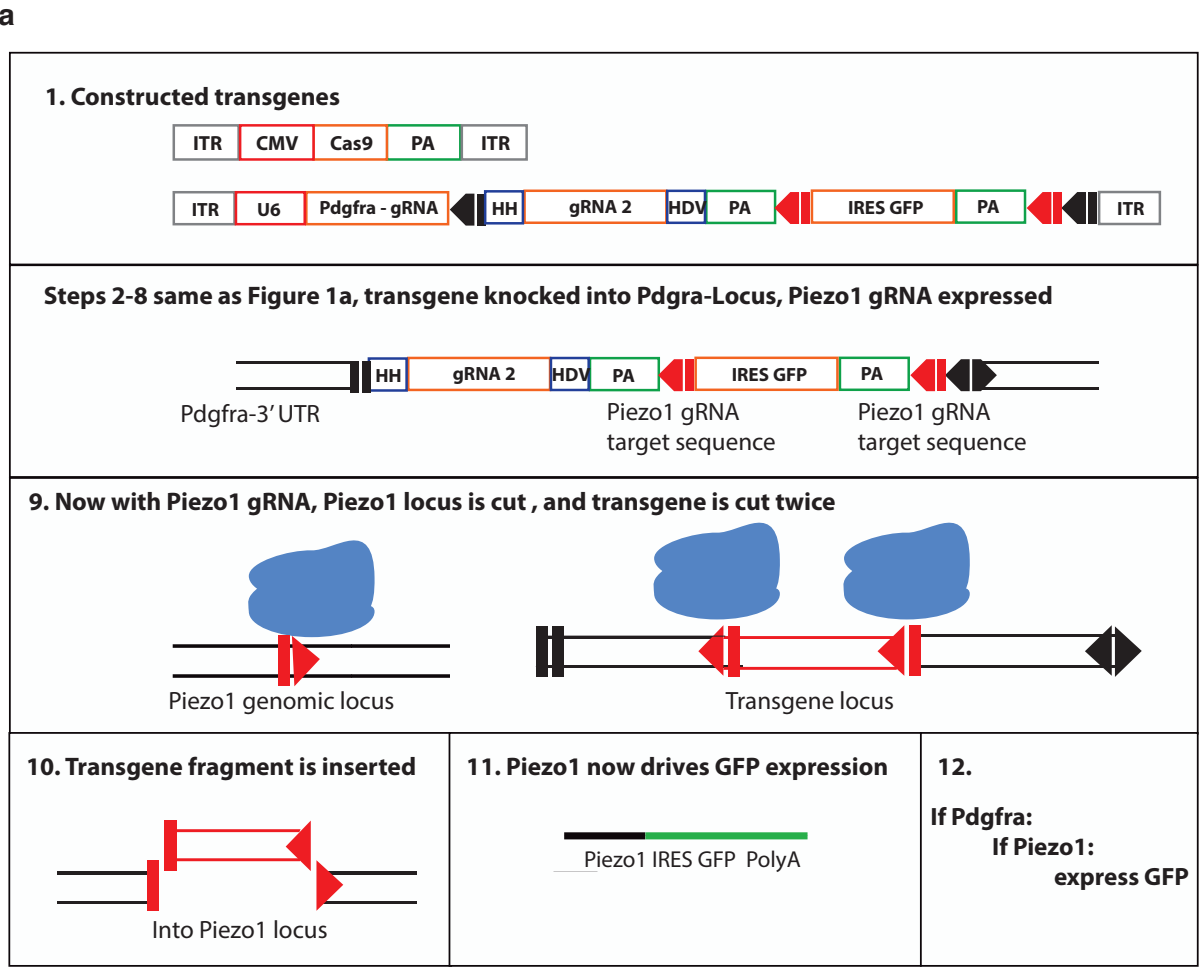 a
1. Constructed transgenes
ITR CMV Cas9 PA ITR
ITR U6 Pdgfra - gRNA HH gRNA 2 HDV PA IRES GFP PA ITR
Steps 2-8 same as Figure 1a, transgene knocked into Pdgra-Locus, Piezo1 gRNA expressed
HH gRNA 2 HDV PA IRES GFP PA
Pdgfra-3’ UTR
Piezo1 gRNA
target sequence
Piezo1 gRNA
target sequence
9. Now with Piezo1 gRNA, Piezo1 locus is cut , and transgene is cut twice
Piezo1 genomic locus
Transgene locus
10. Transgene fragment is inserted
Into Piezo1 locus
11. Piezo1 now drives GFP expression
Piezo1 IRES GFP PolyA
12.
If Pdgfra:
If Piezo1:
express GFP